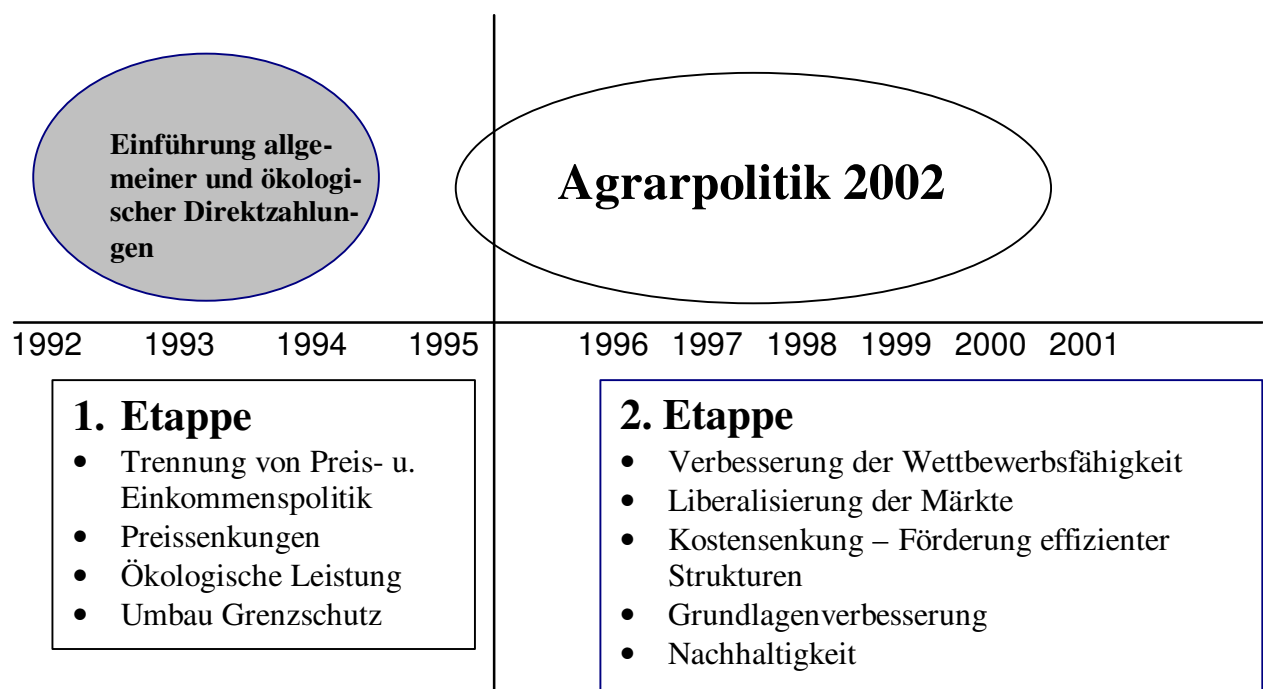 Einführung allge-
meiner und ökologi-
scher Direktzahlun-
gen
Agrarpolitik 2002
1992 1993 1994 1995 1996 1997 1998 1999 2000 2001
1. Etappe
• Trennung von Preis- u.
Einkommenspolitik
• Preissenkungen
• Ökologische Leistung
• Umbau Grenzschutz
2. Etappe
• Verbesserung der Wettbewerbsfähigkeit
• Liberalisierung der Märkte
• Kostensenkung – Förderung effizienter
Strukturen
• Grundlagenverbesserung
• Nachhaltigkeit